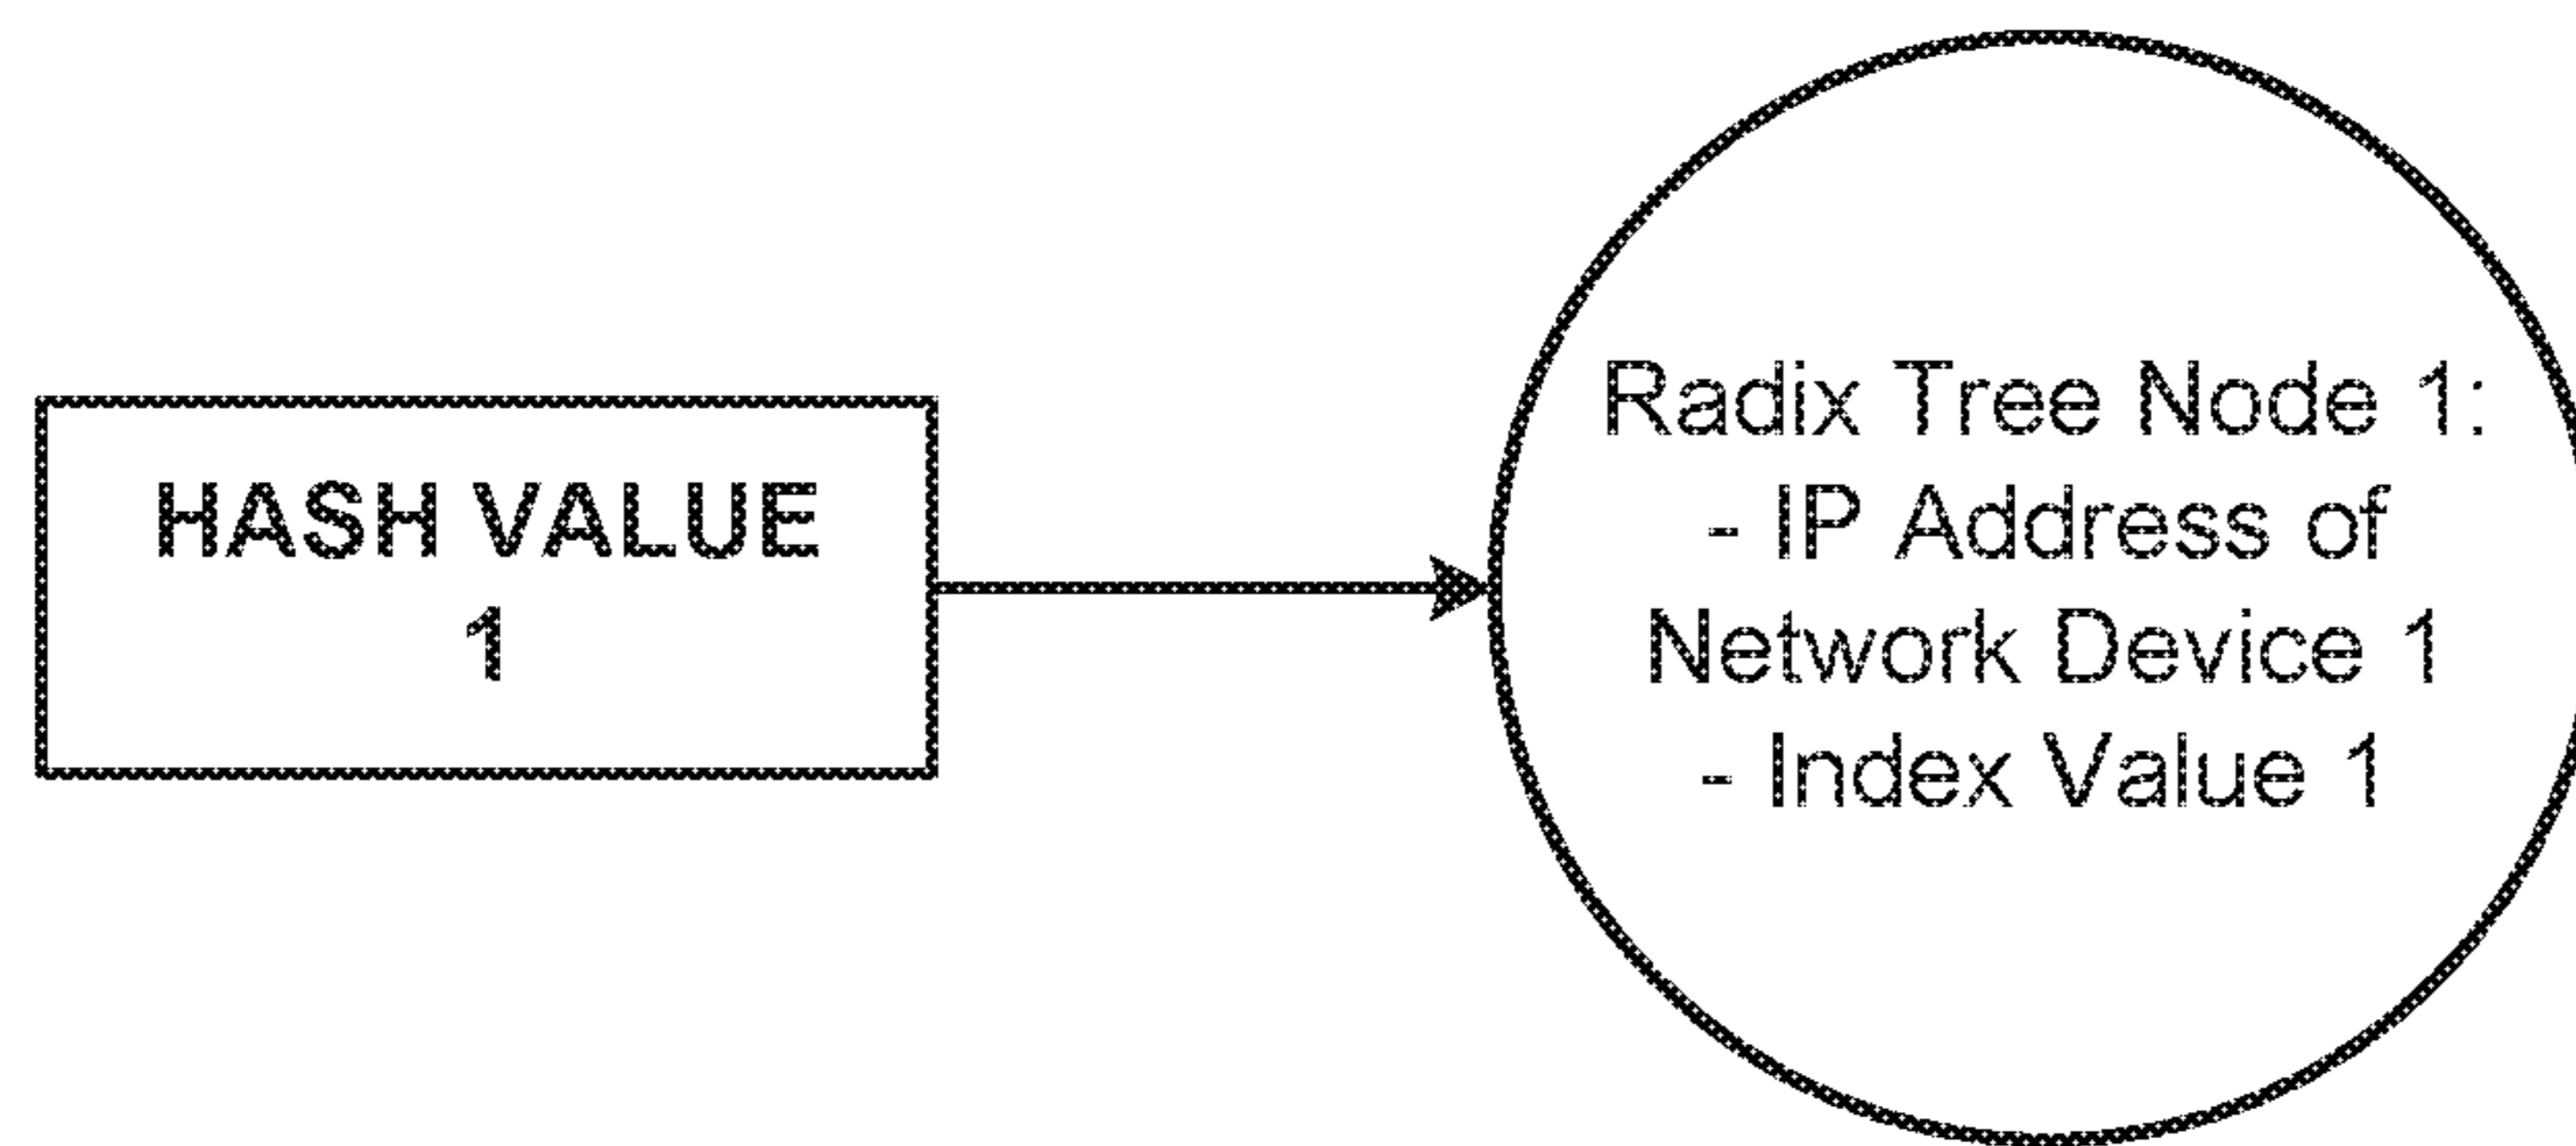 HASH VALUE
1
Radix Tree Node 1:
- IP Address of
Network Device 1
- Index Value 1